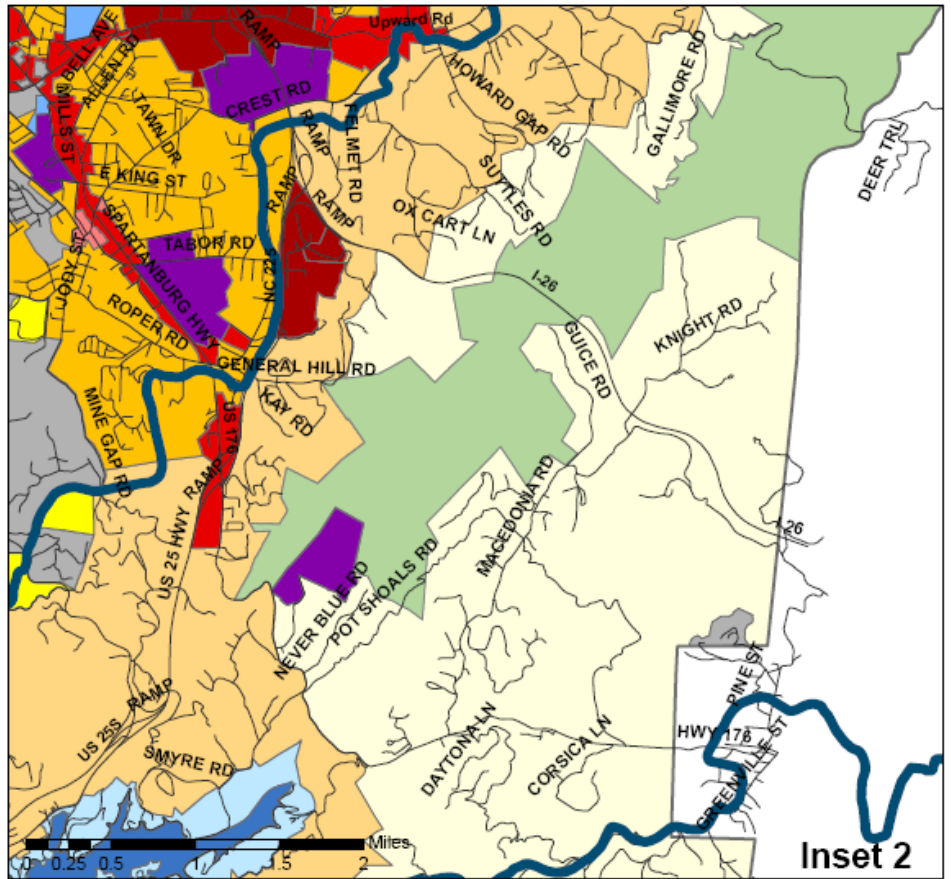 Upward Rd
RAMP
BELL AVE
ALLEN RD
MILLS ST
TAWN DR
CREST RD
FELMET RD
RAMP
HOWARD GAP RD
GALLIMORE RD
DEER TRL
E KING ST
SUTTLES RD
RAMP
RAMP
OX CART LN
SPARTANBURG HWY
TABOR RD
JODY ST
NC 225
I-26
ROPER RD
GUICE RD
KNIGHT RD
GENERAL HILL RD
KAY RD
MINE GAP RD
US 176
RAMP
US 25 HWY
MACEDONIA RD
I-26
NEVER BLUE RD
POT SHOALS RD
PINE ST
RAMP
US 25S
SMYRE RD
DAYTONA LN
CORSICA LN
HWY 176
GREENVILLE ST
Miles
0 0.25 0.5 1 1.5 2
Inset 2